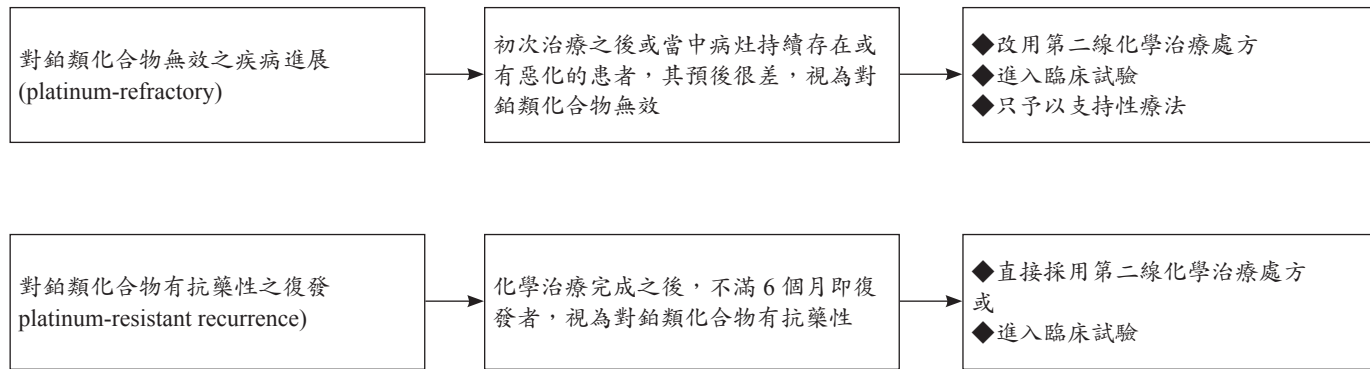 對鉑類化合物無效之疾病進展
(platinum-refractory)
初次治療之後或當中病灶持續存在或
有惡化的患者，其預後很差，視為對
鉑類化合物無效
◆改用第二線化學治療處方
◆進入臨床試驗
◆只予以支持性療法
對鉑類化合物有抗藥性之復發
platinum-resistant recurrence)
化學治療完成之後，不滿 6 個月即復
發者，視為對鉑類化合物有抗藥性
◆直接採用第二線化學治療處方
或
◆進入臨床試驗